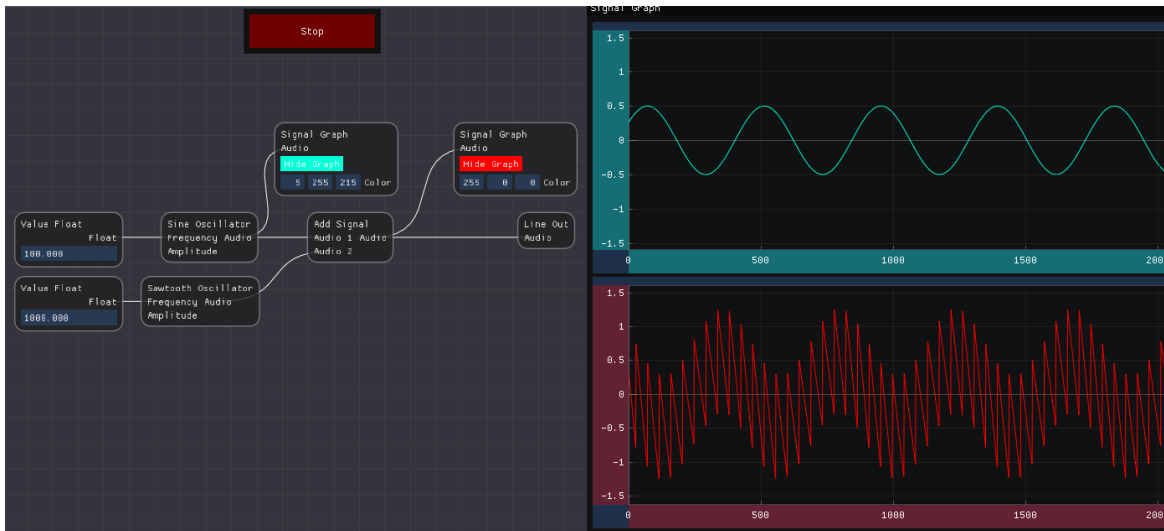 Stop
Signal Graph
Audio
Hide Graph
5 255 215 Color
Signal Graph
Audio
Hide Graph
255 0 0 Color
Value Float
Float
100.000
Sine Oscillator
Frequency Audio
Amplitude
Add Signal
Audio 1 Audio
Audio 2
Line Out
Audio
Value Float
Float
1000.000
Sawtooth Oscillator
Frequency Audio
Amplitude
Signal Graph
1.5
1
0.5
0
-0.5
-1
-1.5
0 500 1000 1500 200
1.5
1
0.5
0
-0.5
-1
-1.5
0 500 1000 1500 200